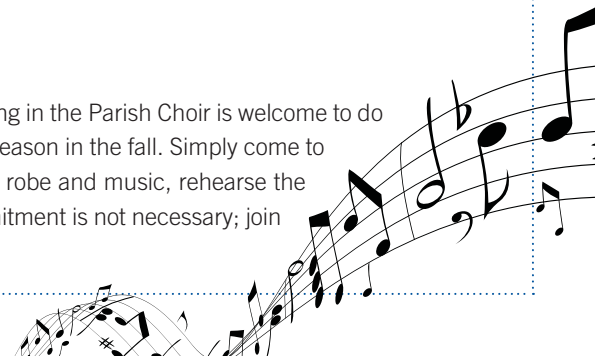 ng in the Parish Choir is welcome to do
eason in the fall. Simply come to
robe and music, rehearse the
itment is not necessary; join